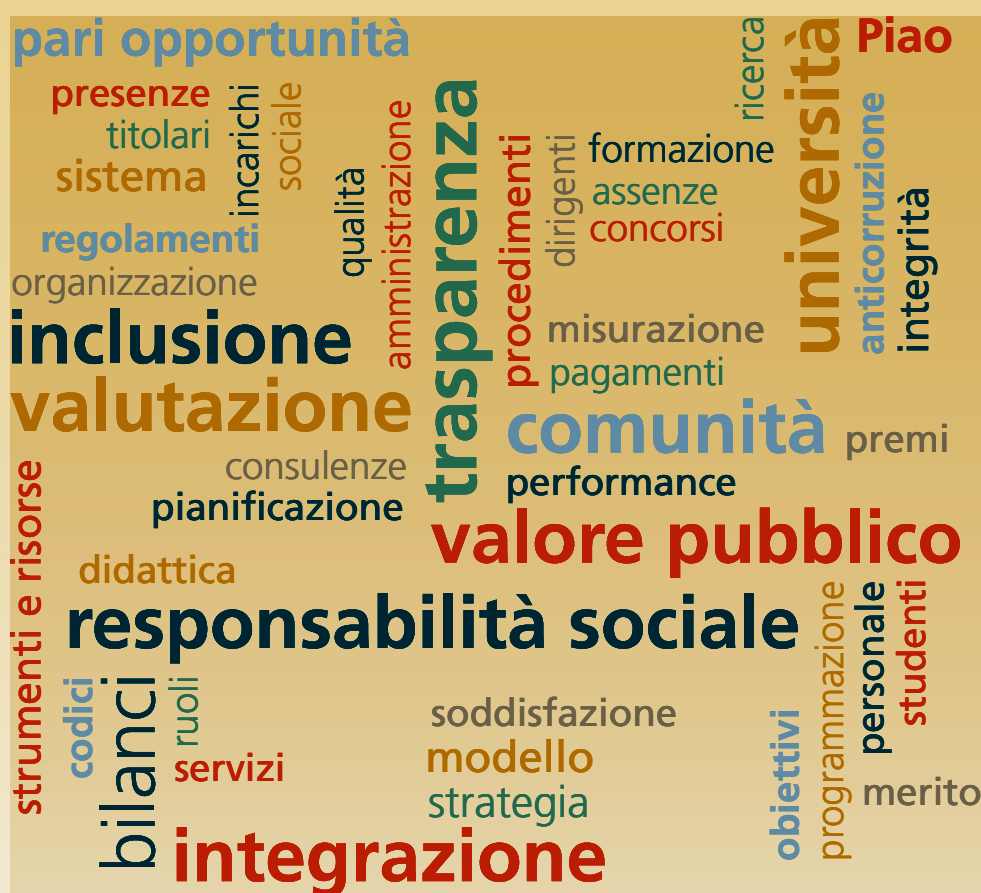 pari opportunità
ricerca
università
Piao
presenze
titolari
sistema
incarichi
sociale
regolamenti
organizzazione
qualità
amministrazione
trasparenza
procedimenti
dirigenti
formazione
assenze
concorsi
anticorruzione
integrità
inclusione
valutazione
misurazione
pagamenti
comunità
premi
consulenze
pianificazione
performance
valore pubblico
strumenti e risorse
didattica
responsabilità sociale
programmazione
personale
studenti
codici
bilanci
ruoli
servizi
soddisfazione
modello
strategia
obiettivi
merito
integrazione